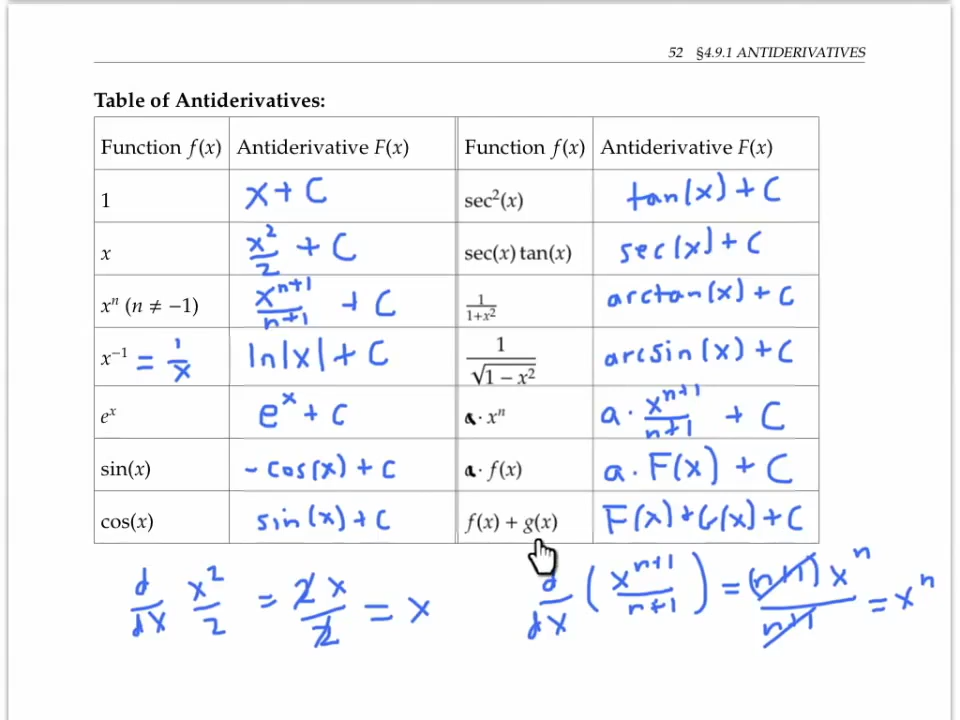 52 §4.9.1 ANTIDERIVATIVES
Table of Antiderivatives:
Function f(x) Antiderivative F(x) Function f(x) Antiderivative F(x)
1 x + C sec²(x) tan(x) + C
x x²/2 + C sec(x) tan(x) sec(x) + C
xⁿ (n ≠ −1) xⁿ⁺¹/n+1 + C 1/1+x² arctan(x) + C
x⁻¹ = 1/x ln|x| + C 1/√1 − x² arcsin(x) + C
eˣ eˣ + C a · xⁿ a · xⁿ⁺¹/n+1 + C
sin(x) − cos(x) + C a · f(x) a · F(x) + C
cos(x) sin(x) + C f(x) + g(x) F(x) + G(x) + C
d/dx x²/2 = 2x/2 = x d/dx (xⁿ⁺¹/n+1) = (n+1)xⁿ/n+1 = xⁿ